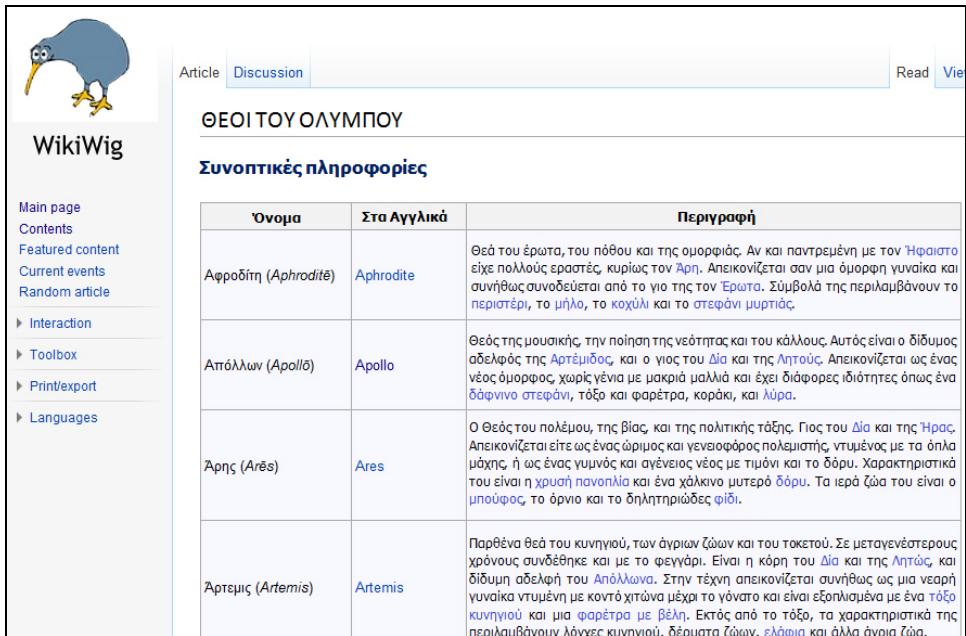 WikiWig
Main page
Contents
Featured content
Current events
Random article
Interaction
Toolbox
Print/export
Languages
Article Discussion
Read
ΘΕΟΙ ΤΟΥ ΟΛΥΜΠΟΥ
Συνοπτικές πληροφορίες
Όνομα Στα Αγγλικά Περιγραφή
Αφροδίτη (Aphroditē) Aphrodite
Θεά του έρωτα, του πόθου και της ομορφιάς. Αν και παντρεμένη με τον Ήφαιστο
είχε πολλούς εραστές, κυρίως τον Άρη. Απεικονίζεται σαν μια όμορφη γυναίκα και
συνήθως συνοδεύεται από το γιο της τον Έρωτα. Σύμβολά της περιλαμβάνουν το
περιστέρι, το μήλο, το κοχύλι και το στεφάνι μυρτιάς.
Απόλλων (Apollō) Apollo
Θεός της μουσικής, την ποίηση της νεότητας και του κάλλους. Αυτός είναι ο δίδυμος
αδελφός της Αρτέμιδος, και ο γιος του Δία και της Λητούς. Απεικονίζεται ως ένας
νέος όμορφος, χωρίς γένια με μακριά μαλλιά και έχει διάφορες ιδιότητες όπως ένα
δάφνινο στεφάνι, τόξο και φαρέτρα, κοράκι, και λύρα.
Άρης (Arēs) Ares
Ο Θεός του πολέμου, της βίας, και της πολιτικής τάξης. Γιος του Δία και της Ήρας.
Απεικονίζεται είτε ως ένας ώριμος και γενειοφόρος πολεμιστής, ντυμένος με τα όπλα
μάχης, ή ως ένας γυμνός και αγένειος νέος με τιμόνι και το δόρυ. Χαρακτηριστικά
του είναι η χρυσή πανοπλία και ένα χάλκινο μυτερό δόρυ. Τα ιερά ζώα του είναι ο
μπούφος, το όρνιο και το δηλητηριώδες φίδι.
Άρτεμις (Artemis) Artemis
Παρθένα θεά του κυνηγιού, των άγριων ζώων και του τοκετού. Σε μεταγενέστερους
χρόνους συνδέθηκε και με το φεγγάρι. Είναι η κόρη του Δία και της Λητώς, και
δίδυμη αδελφή του Απόλλωνα. Στην τέχνη απεικονίζεται συνήθως ως μια νεαρή
γυναίκα ντυμένη με κοντό χιτώνα μέχρι το γόνατο και είναι εξοπλισμένα με ένα τόξο
κυνηγιού και μια φαρέτρα με βέλη. Εκτός από το τόξο, τα χαρακτηριστικά της
περιλαμβάνουν λόγχες κυνηγιού, δέρματα ζώων, ελάφια και άλλα άγρια ζώα.